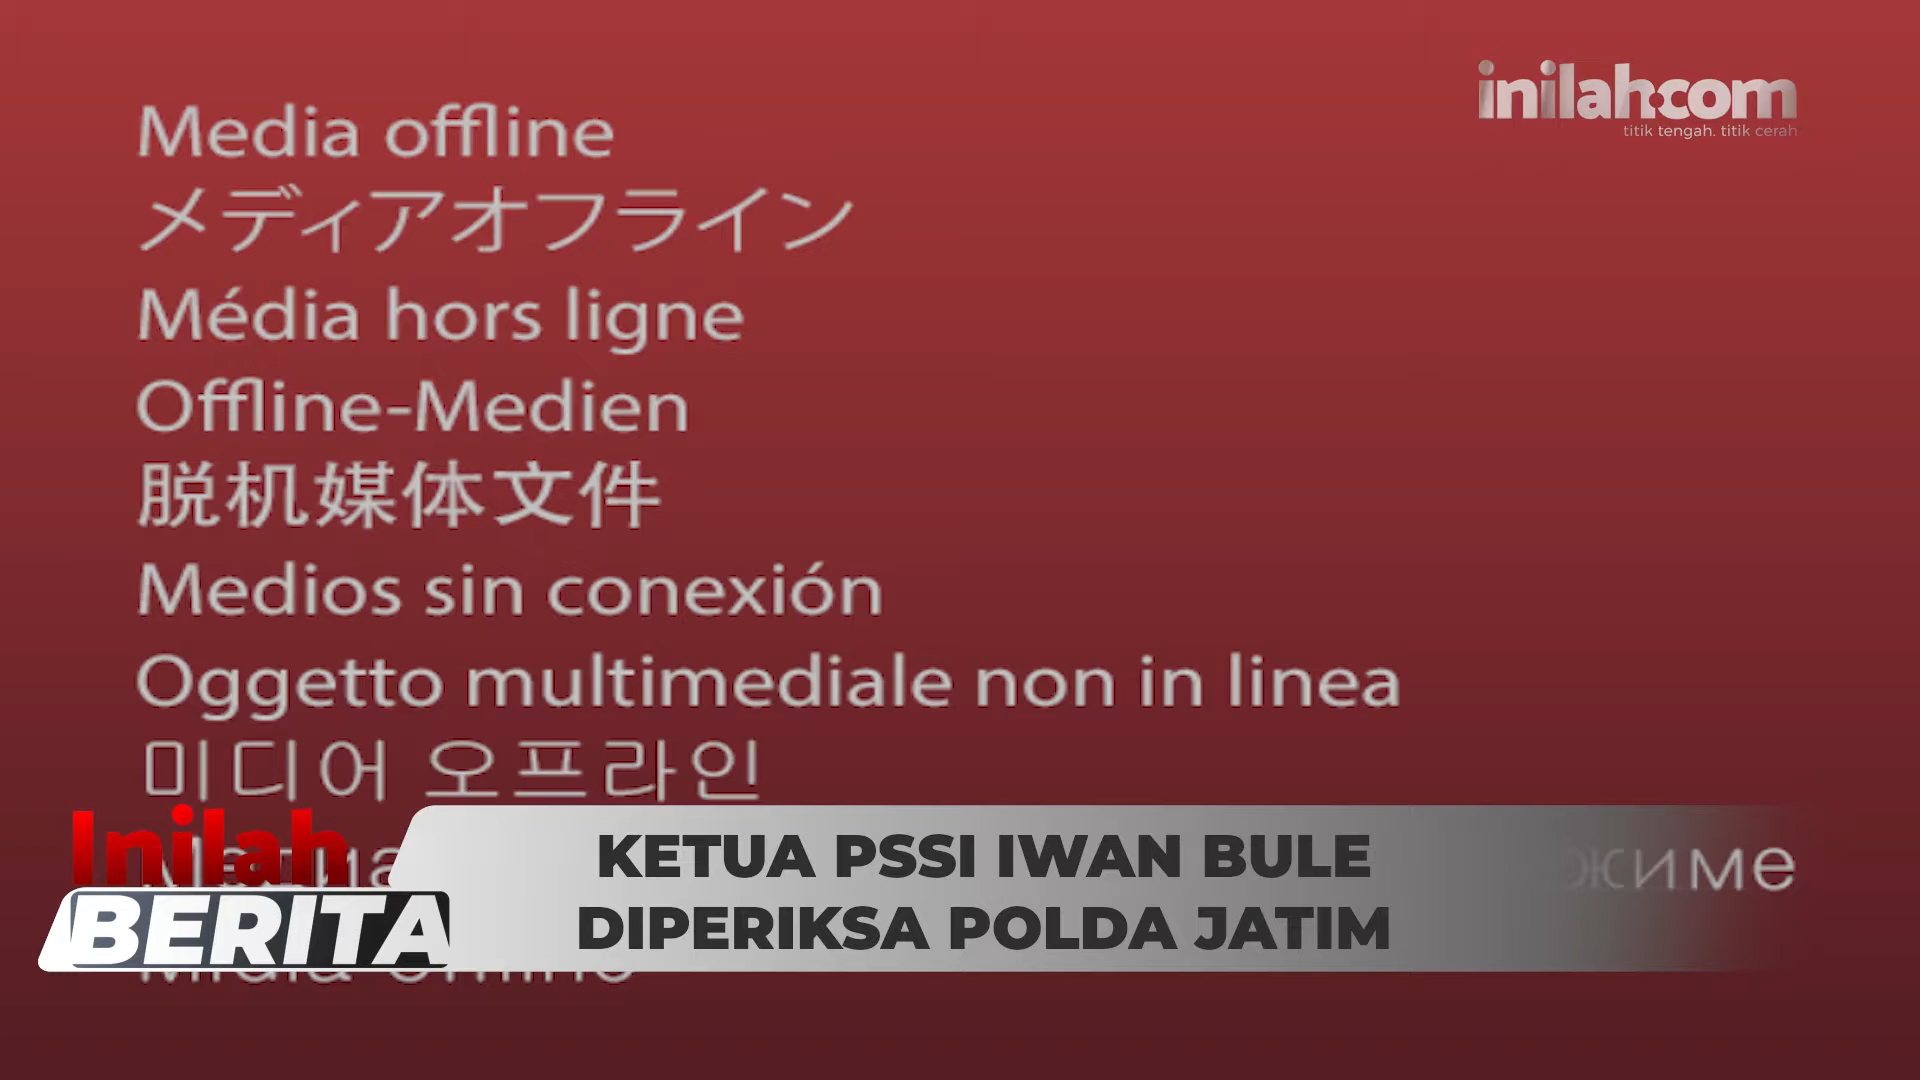 inilah.com
titik tengah. titik cerah
Media offline
メディアオフライン
Média hors ligne
Offline-Medien
脱机媒体文件
Medios sin conexión
Oggetto multimediale non in linea
미디어 오프라인
Inilah
BERITA
KETUA PSSI IWAN BULE
DIPERIKSA POLDA JATIM